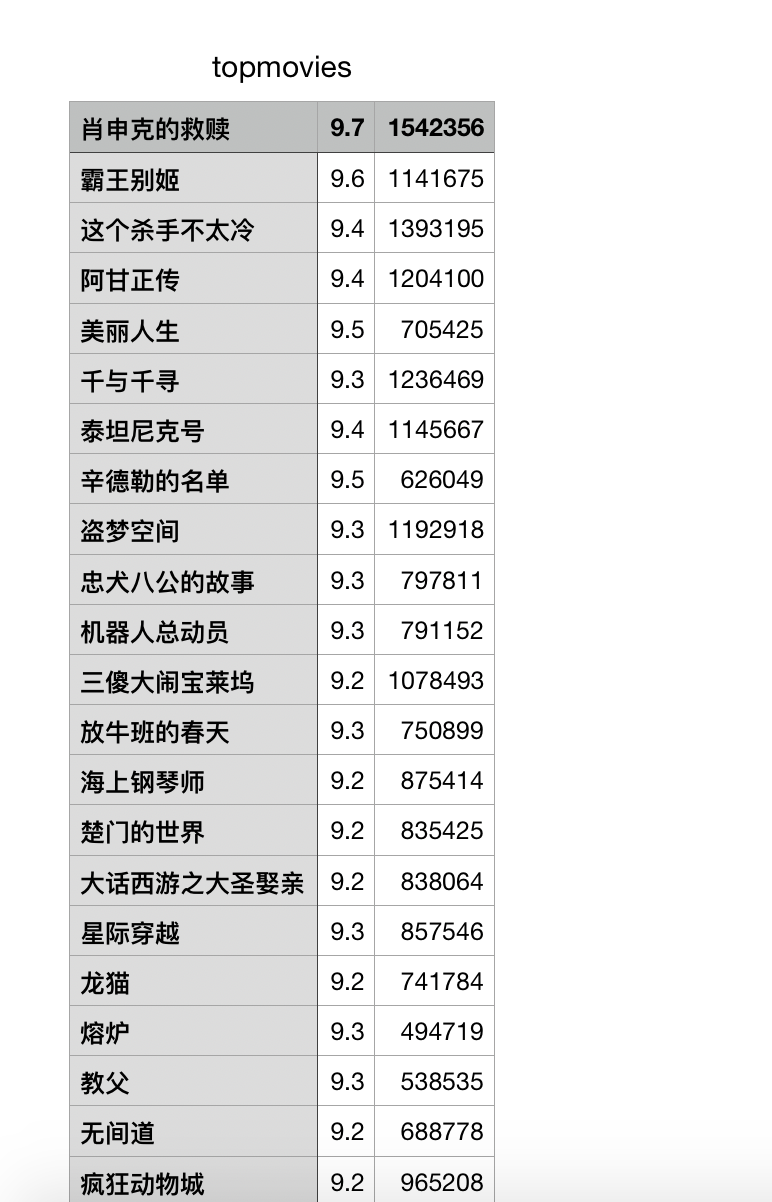 topmovies
肖申克的救赎 9.7 1542356
霸王别姬 9.6 1141675
这个杀手不太冷 9.4 1393195
阿甘正传 9.4 1204100
美丽人生 9.5 705425
千与千寻 9.3 1236469
泰坦尼克号 9.4 1145667
辛德勒的名单 9.5 626049
盗梦空间 9.3 1192918
忠犬八公的故事 9.3 797811
机器人总动员 9.3 791152
三傻大闹宝莱坞 9.2 1078493
放牛班的春天 9.3 750899
海上钢琴师 9.2 875414
楚门的世界 9.2 835425
大话西游之大圣娶亲 9.2 838064
星际穿越 9.3 857546
龙猫 9.2 741784
熔炉 9.3 494719
教父 9.3 538535
无间道 9.2 688778
疯狂动物城 9.2 965208